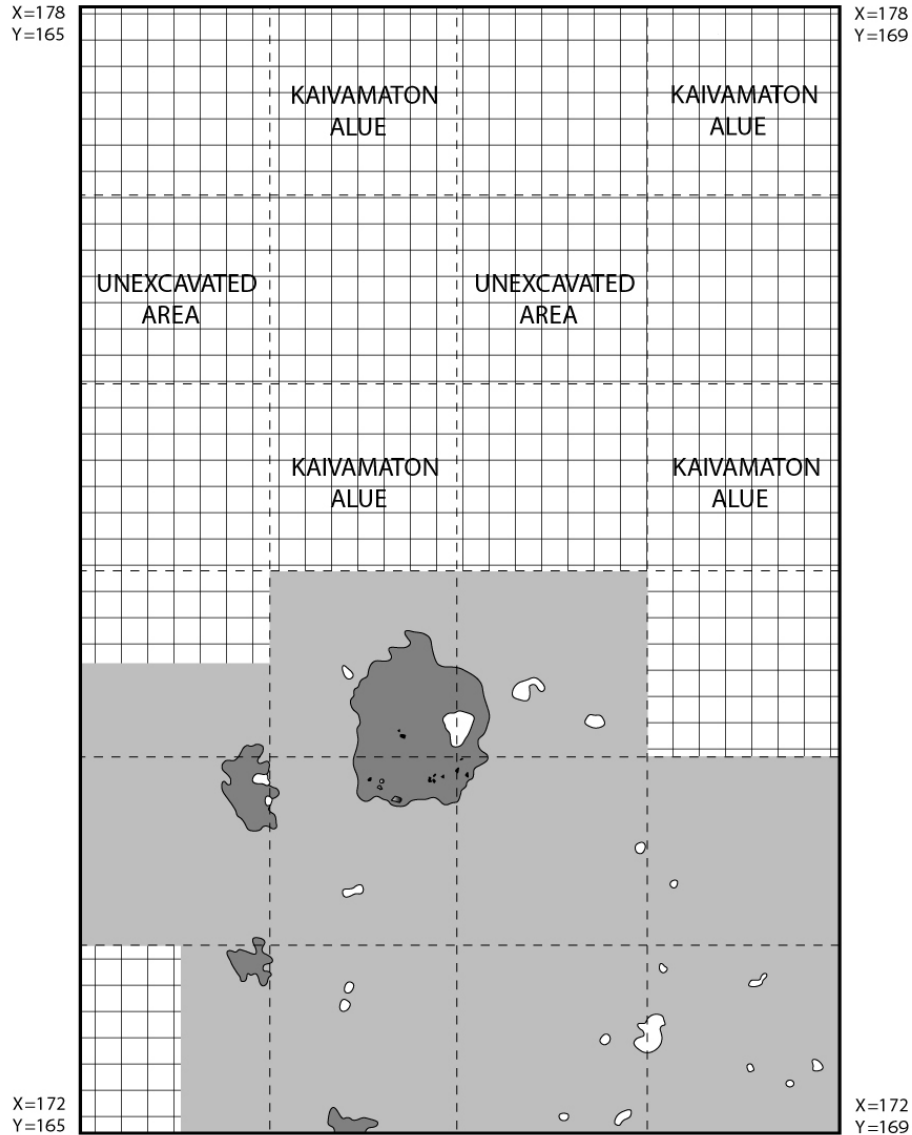 X=178
Y=165
X=178
Y=169
KAIVAMATON
ALUE
KAIVAMATON
ALUE
UNEXCAVATED
AREA
UNEXCAVATED
AREA
KAIVAMATON
ALUE
KAIVAMATON
ALUE
X=172
Y=165
X=172
Y=169